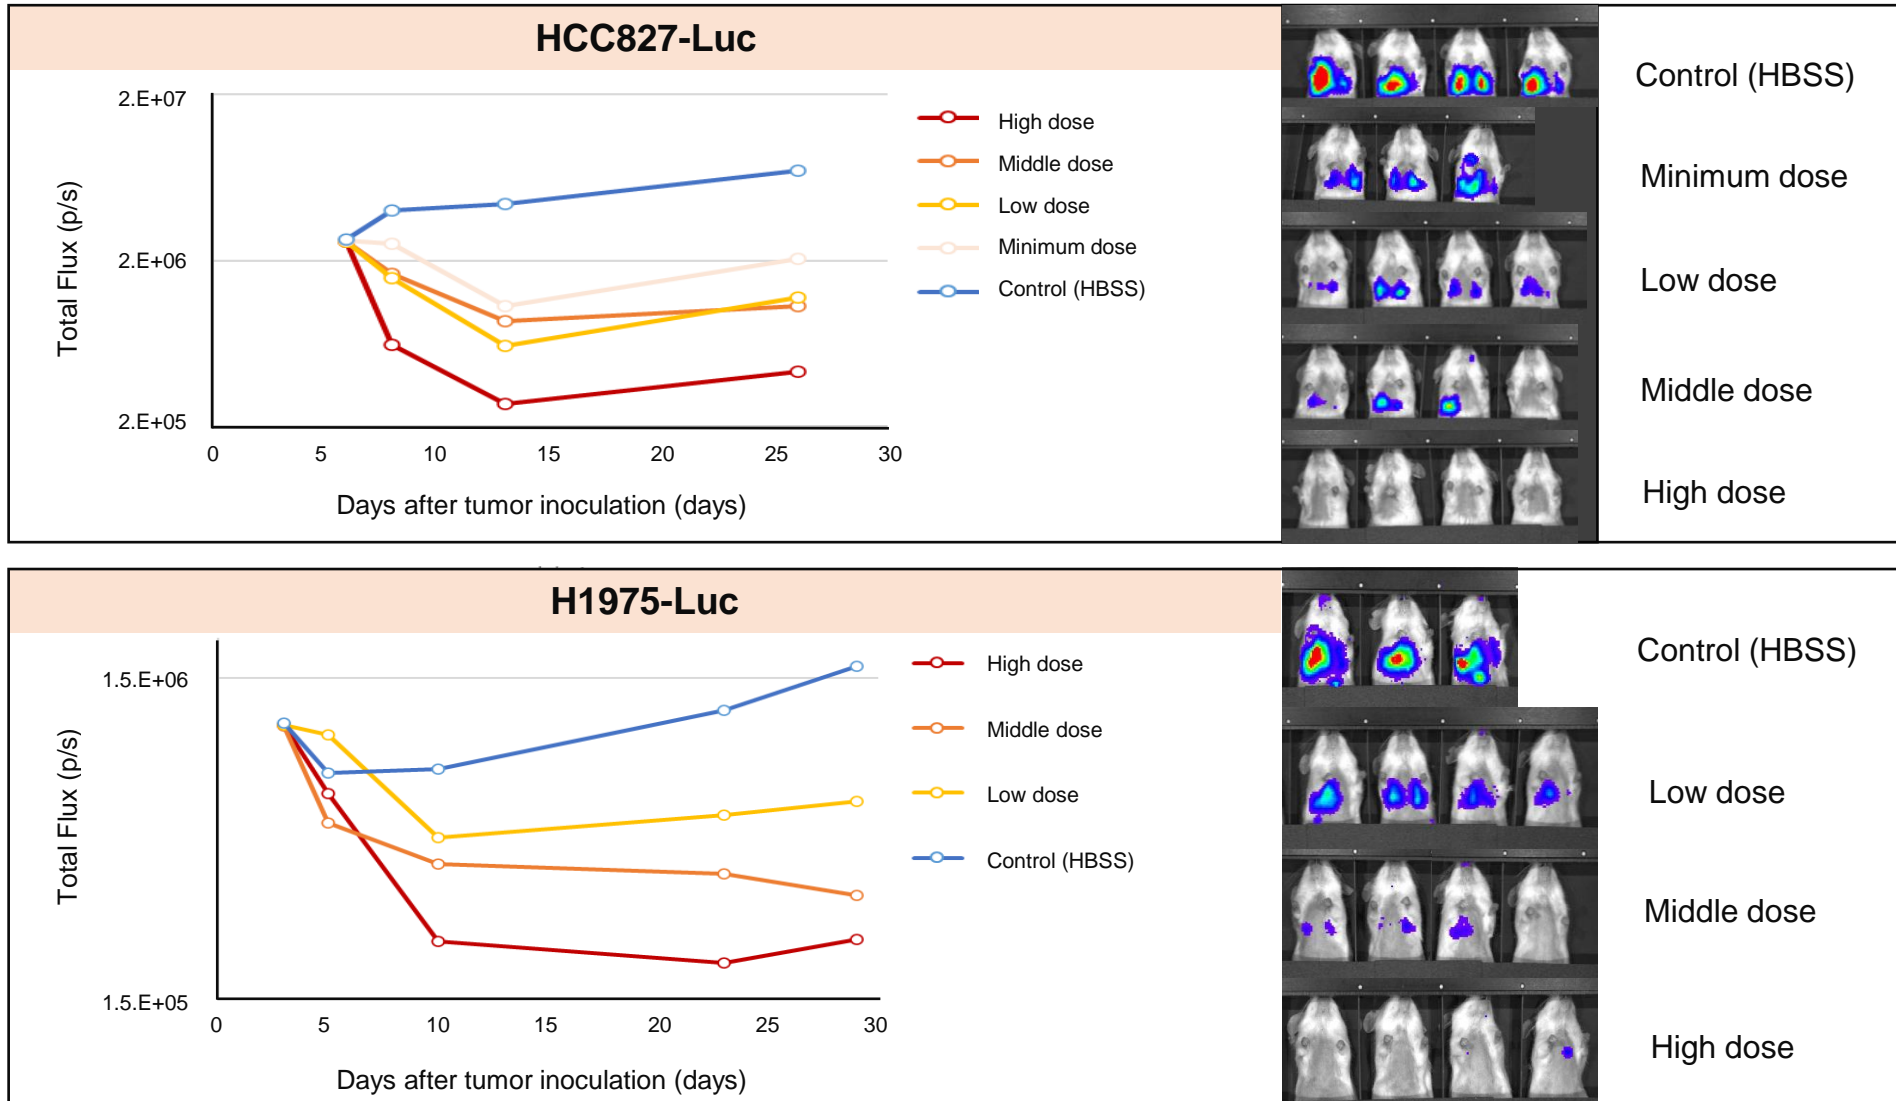 HCC827-Luc
2.E+07
2.E+06
2.E+05
Total Flux (p/s)
0 5 10 15 20 25 30
Days after tumor inoculation (days)
High dose
Middle dose
Low dose
Minimum dose
Control (HBSS)
Control (HBSS)
Minimum dose
Low dose
Middle dose
High dose
H1975-Luc
1.5.E+06
1.5.E+05
Total Flux (p/s)
0 5 10 15 20 25 30
Days after tumor inoculation (days)
High dose
Middle dose
Low dose
Control (HBSS)
Control (HBSS)
Low dose
Middle dose
High dose